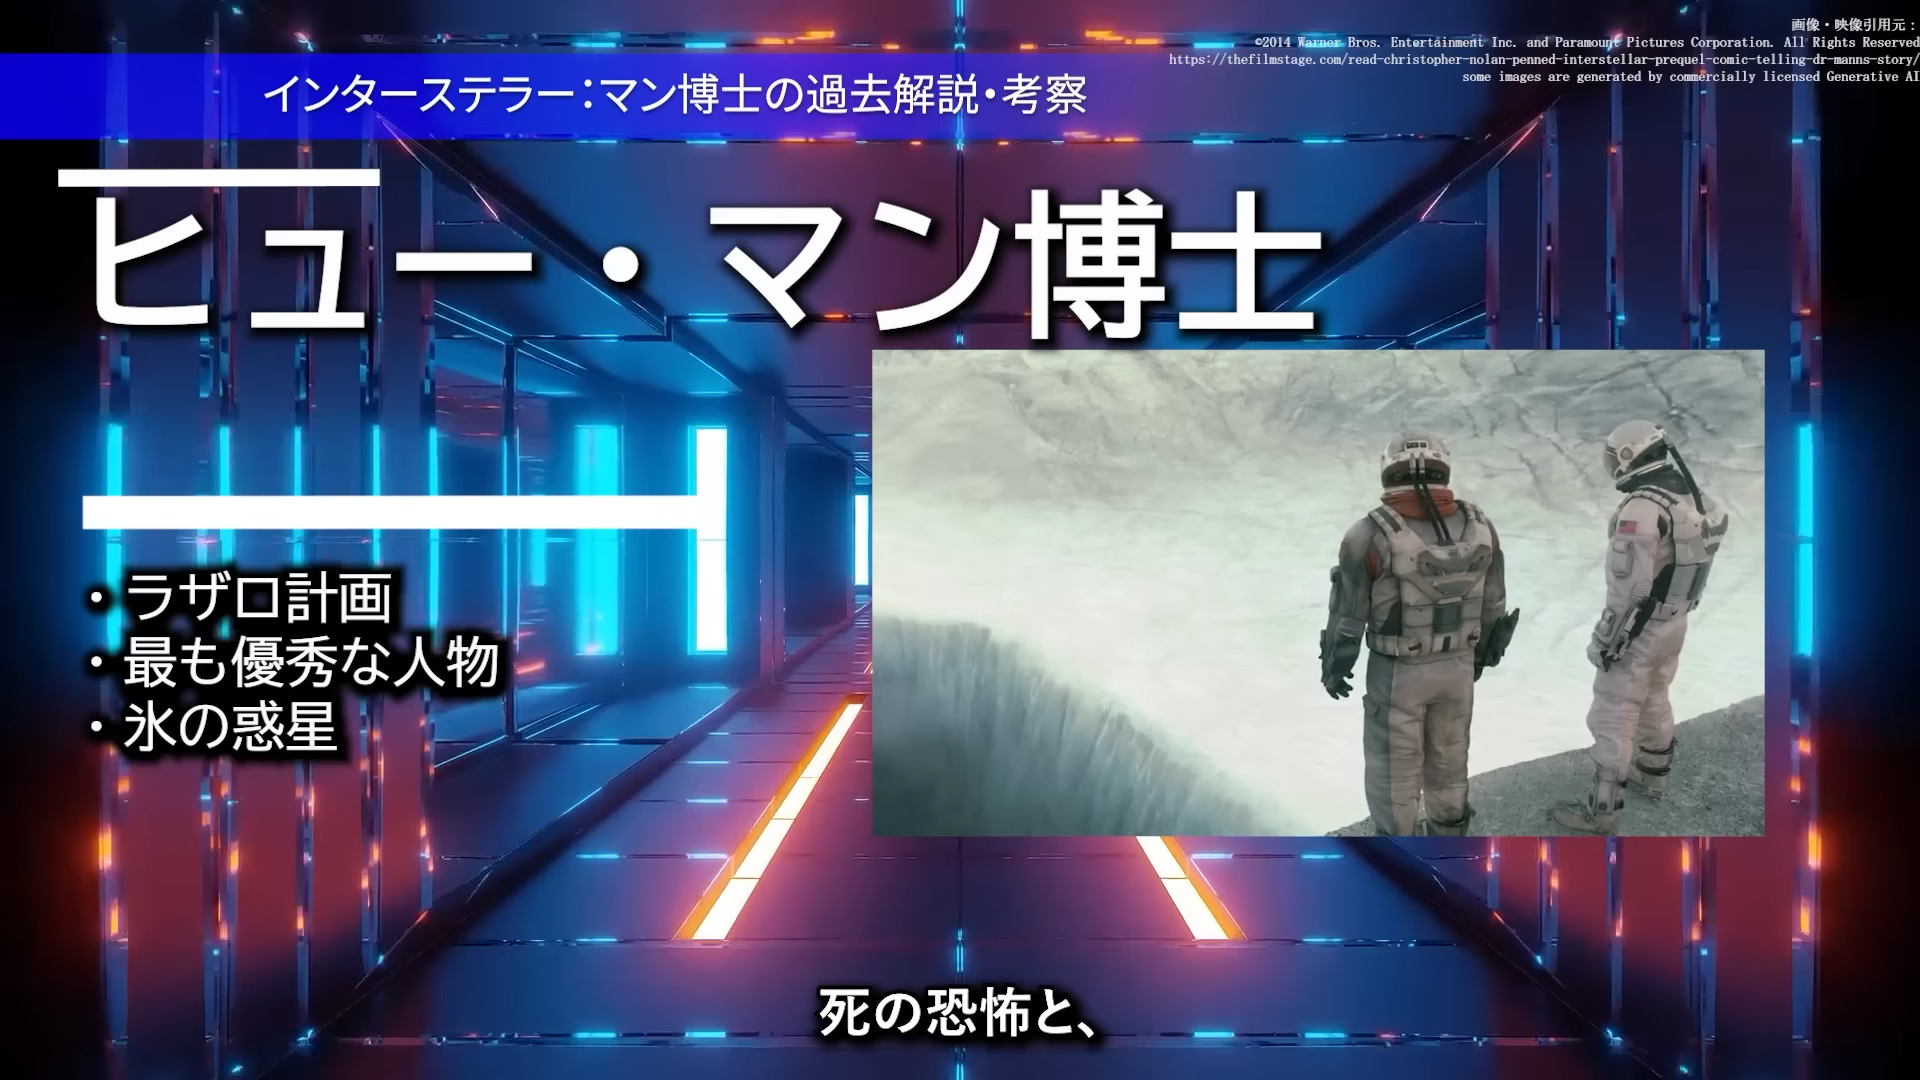 画像・映像引用元：
©2014 Warner Bros. Entertainment Inc. and Paramount Pictures Corporation. All Rights Reserved
https://thefilmstage.com/read-christopher-nolan-penned-interstellar-prequel-comic-telling-dr-manns-story/
some images are generated by commercially licensed Generative AI
インターステラー：マン博士の過去解説・考察
ヒュー・マン博士
・ラザロ計画
・最も優秀な人物
・氷の惑星
死の恐怖と、